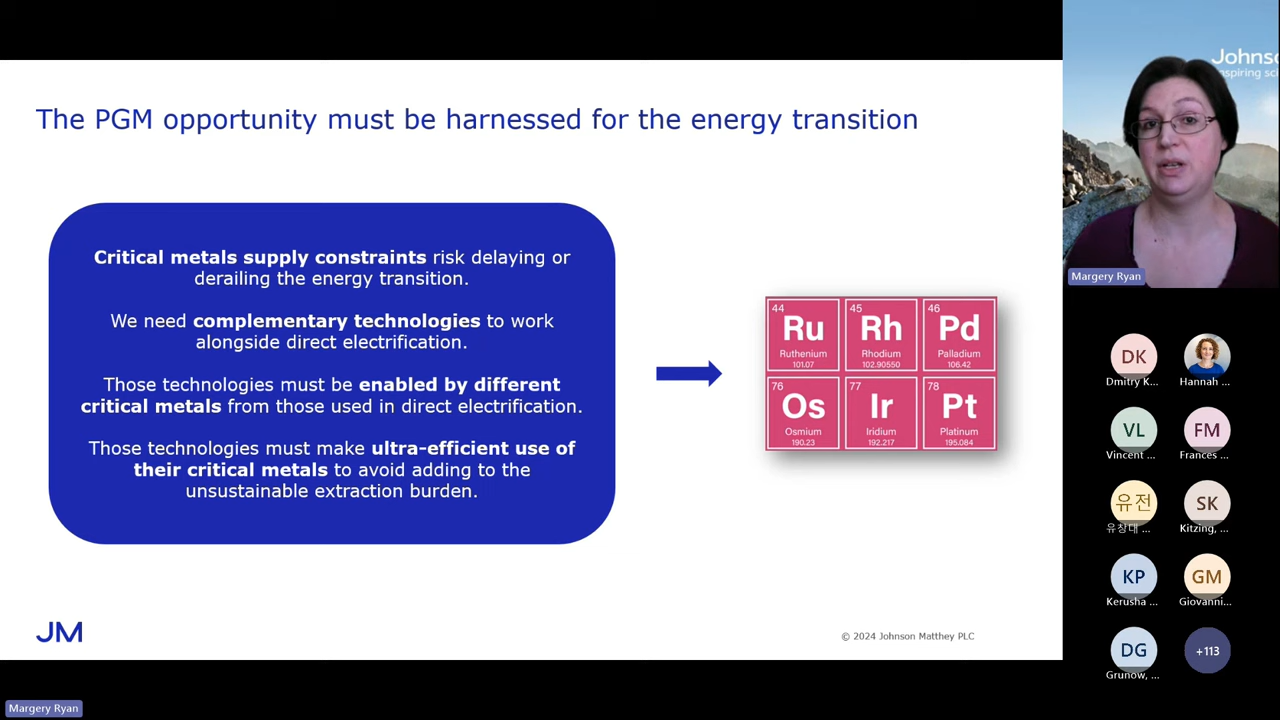 The PGM opportunity must be harnessed for the energy transition
Critical metals supply constraints risk delaying or
derailing the energy transition.
We need complementary technologies to work
alongside direct electrification.
Those technologies must be enabled by different
critical metals from those used in direct electrification.
Those technologies must make ultra-efficient use of
their critical metals to avoid adding to the
unsustainable extraction burden.
44 45 46
Ru Rh Pd
Ruthenium Rhodium Palladium
101.07 102.90550 106.42
76 77 78
Os Ir Pt
Osmium Iridium Platinum
190.23 192.217 195.084
JM
© 2024 Johnson Matthey PLC
Margery Ryan
Johns
nspiring sci
Margery Ryan
DK
Dmitry K...
Hannah ...
VL FM
Vincent ... Frances ...
유전 SK
유창대 ... Kitzing, ...
KP GM
Kerusha ... Giovanni...
DG +113
Grunow, ...